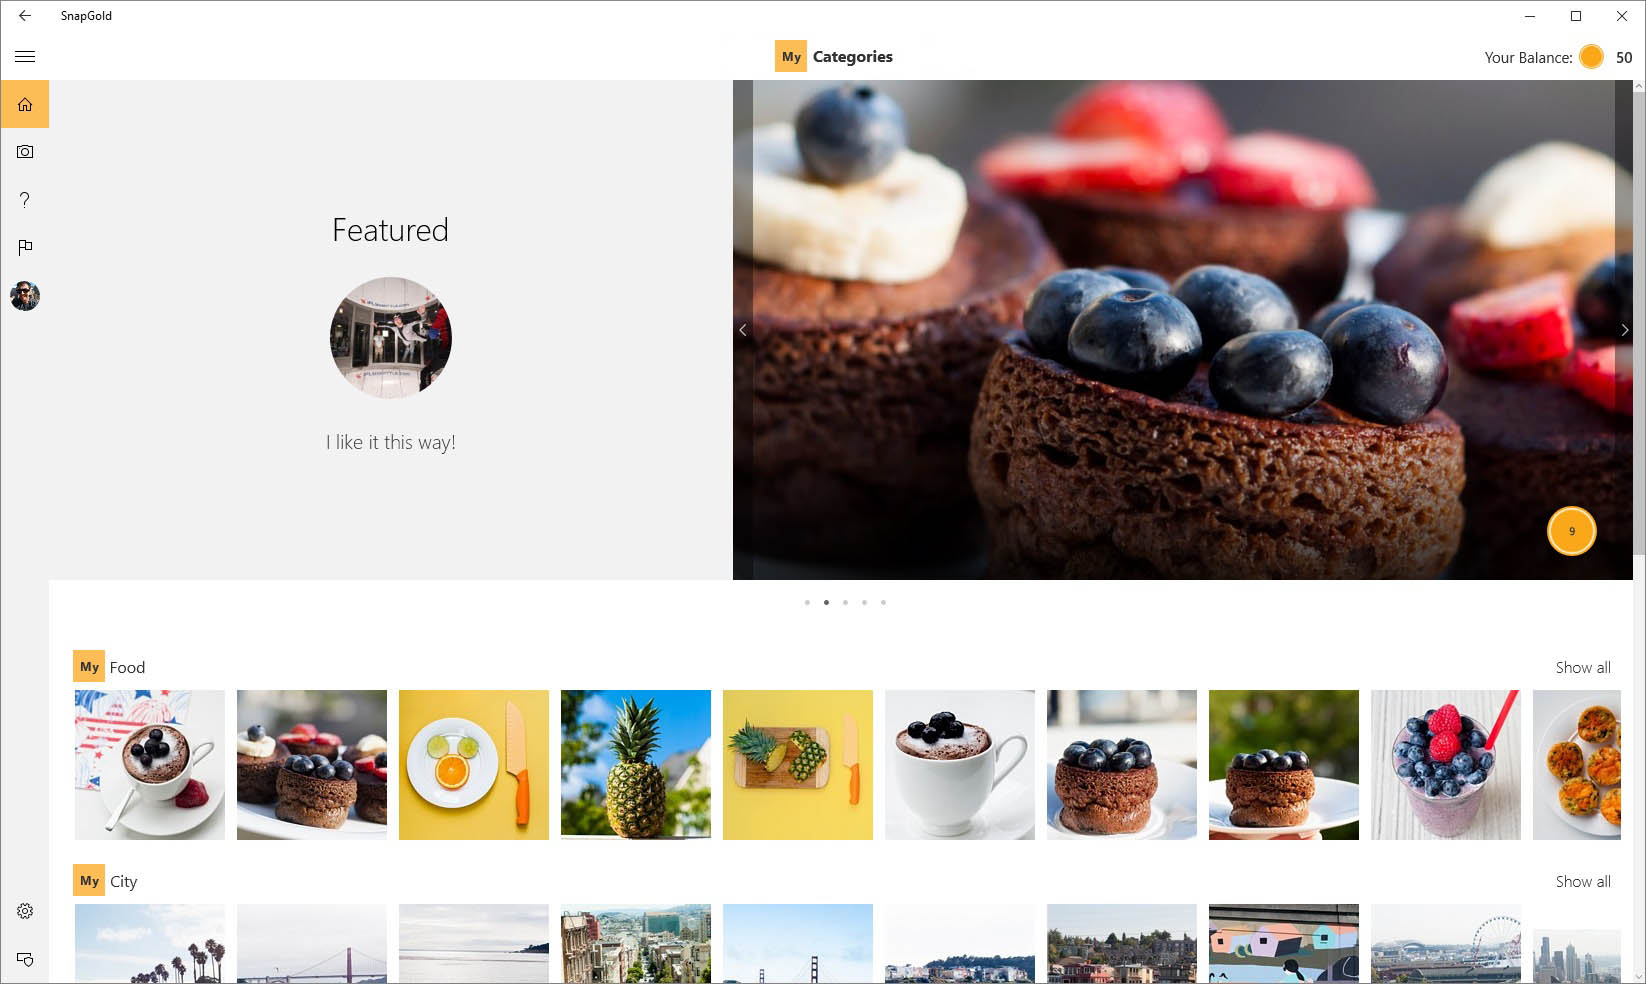 SnapGold
My Categories
Your Balance: 50
Featured
I like it this way!
9
My Food
Show all
My City
Show all